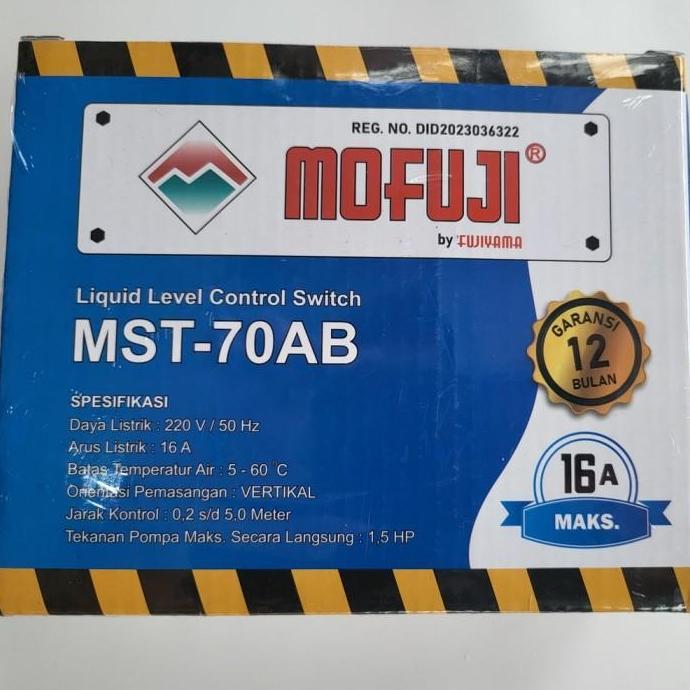 REG. NO. DID2023036322
MOFUJI®
by FUJIYAMA
Liquid Level Control Switch
MST-70AB
SPESIFIKASI
Daya Listrik : 220 V / 50 Hz
Arus Listrik : 16 A
Batas Temperatur Air : 5 - 60 °C
Orientasi Pemasangan : VERTIKAL
Jarak Kontrol : 0,2 s/d 5,0 Meter
Tekanan Pompa Maks. Secara Langsung : 1,5 HP
GARANSI
12
BULAN
16 A
MAKS.